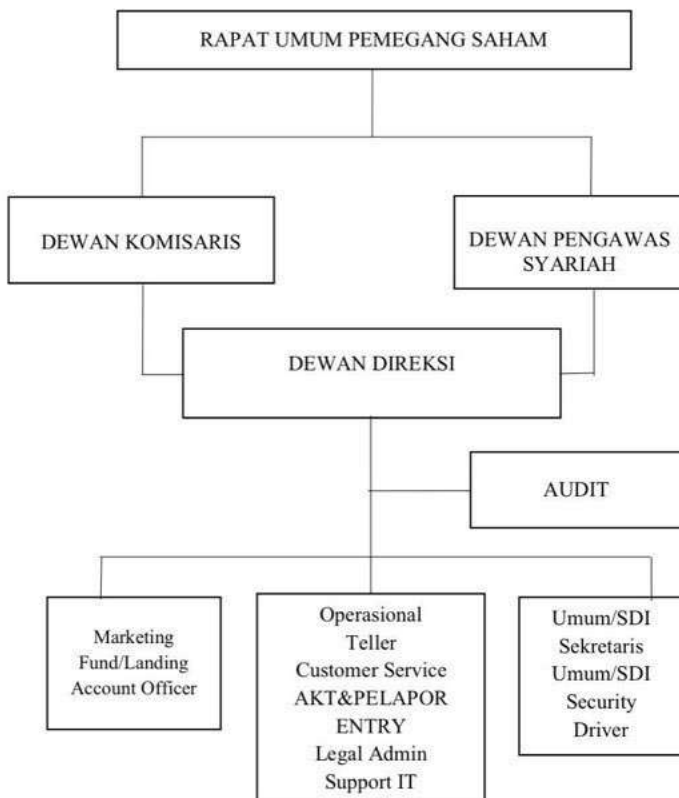 RAPAT UMUM PEMEGANG SAHAM
DEWAN KOMISARIS
DEWAN PENGAWAS
SYARIAH
DEWAN DIREKSI
AUDIT
Marketing
Fund/Landing
Account Officer
Operasional
Teller
Customer Service
AKT&PELAPOR
ENTRY
Legal Admin
Support IT
Umum/SDI
Sekretaris
Umum/SDI
Security
Driver